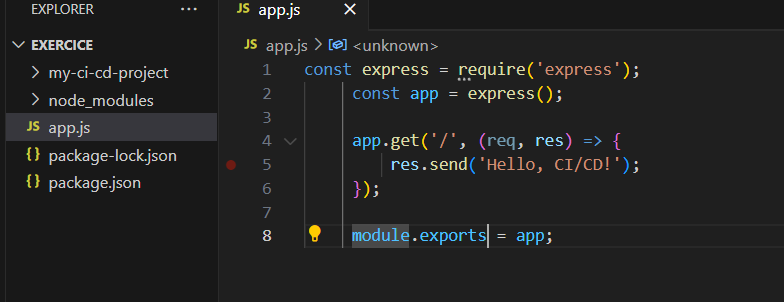 EXPLORER
EXERCICE
my-ci-cd-project
node_modules
JS app.js
{} package-lock.json
{} package.json
JS app.js
JS app.js > <unknown>
1 const express = require('express');
2 const app = express();
3
4 app.get('/', (req, res) => {
5 res.send('Hello, CI/CD!');
6 });
7
8 module.exports = app;